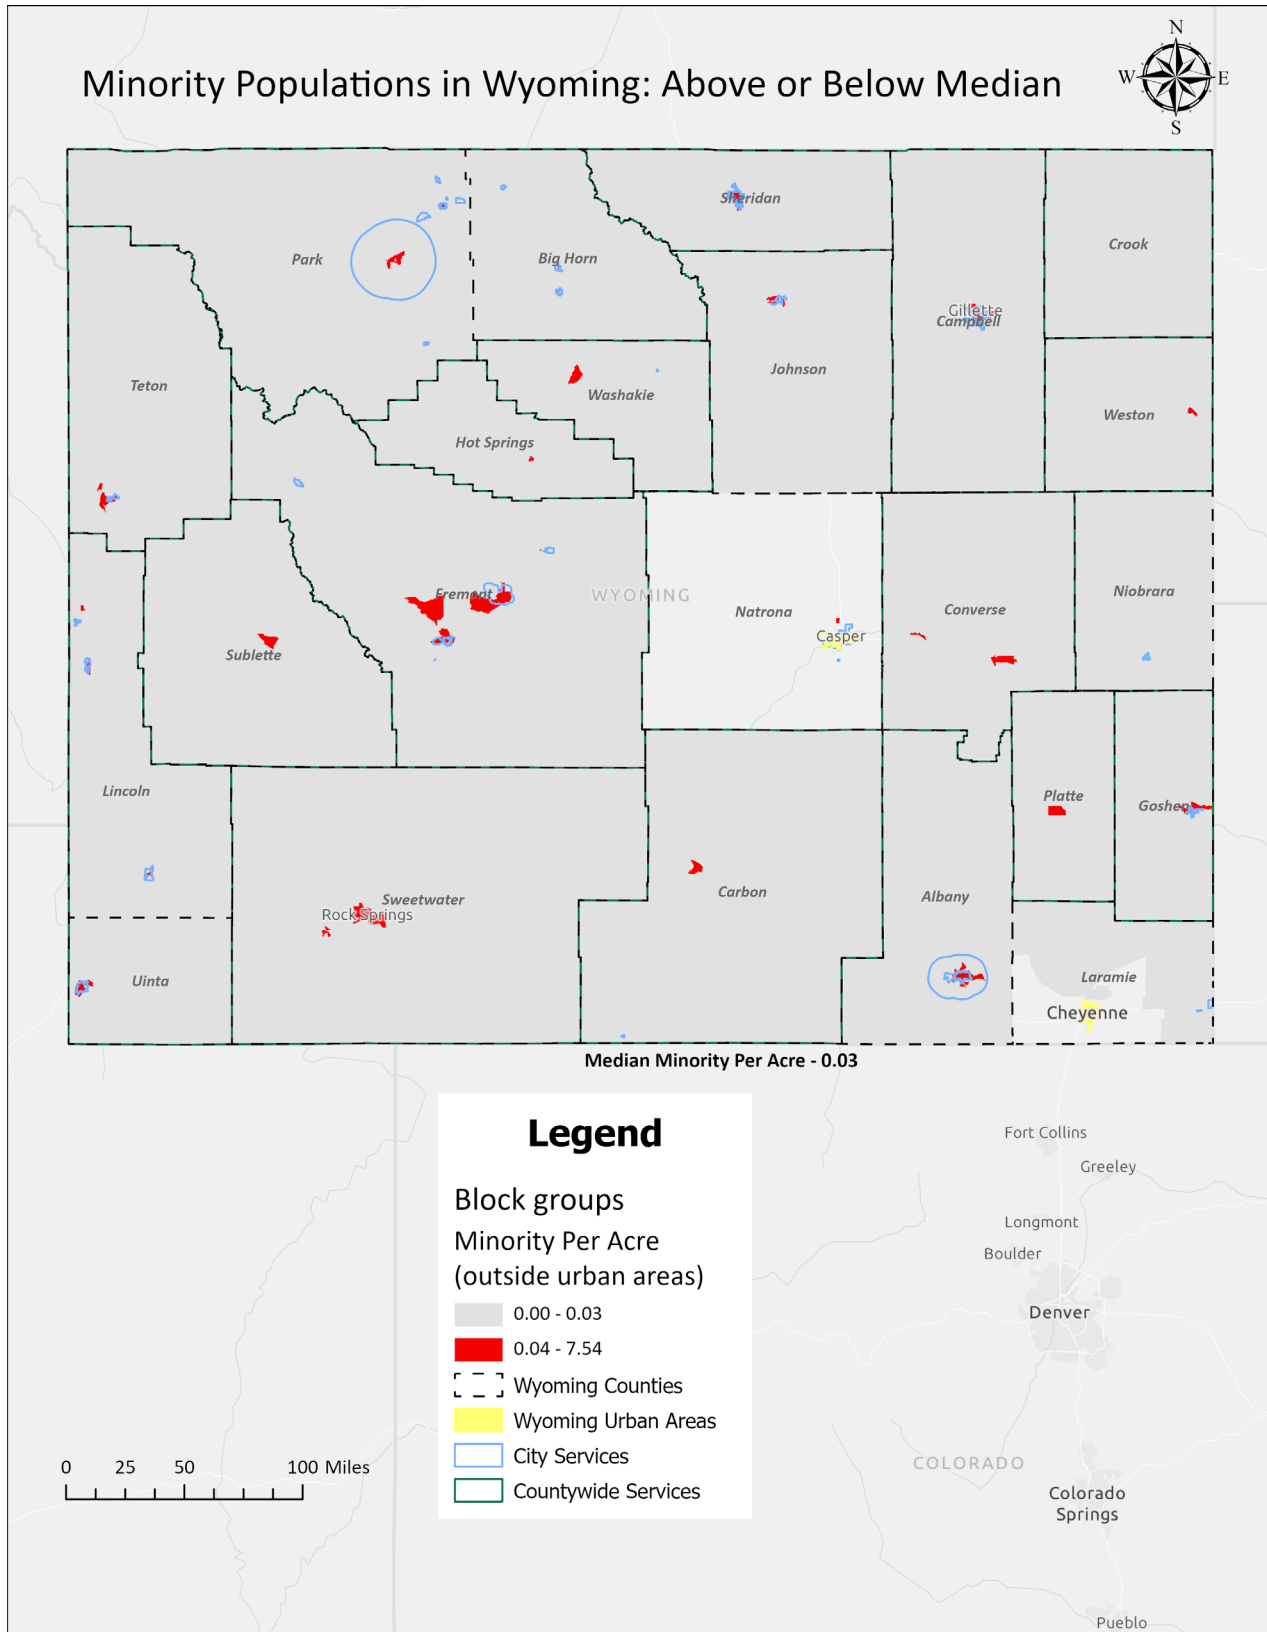 N
Minority Populations in Wyoming: Above or Below Median
W
E
S
Sheridan
Crook
Park
Big Horn
Gillette
Campbell
Johnson
Teton
Washakie
Weston
Hot Springs
Fremont
WYOMING
Niobrara
Natrona
Converse
Casper
Sublette
Lincoln
Platte
Goshen
Sweetwater
Carbon
Albany
Rock Springs
Uinta
Laramie
Cheyenne
Median Minority Per Acre - 0.03
Legend
Block groups
Minority Per Acre
(outside urban areas)
0.00 - 0.03
0.04 - 7.54
Wyoming Counties
Wyoming Urban Areas
City Services
Countywide Services
Fort Collins
Greeley
Longmont
Boulder
Denver
COLORADO
Colorado
Springs
Pueblo
0 25 50 100 Miles